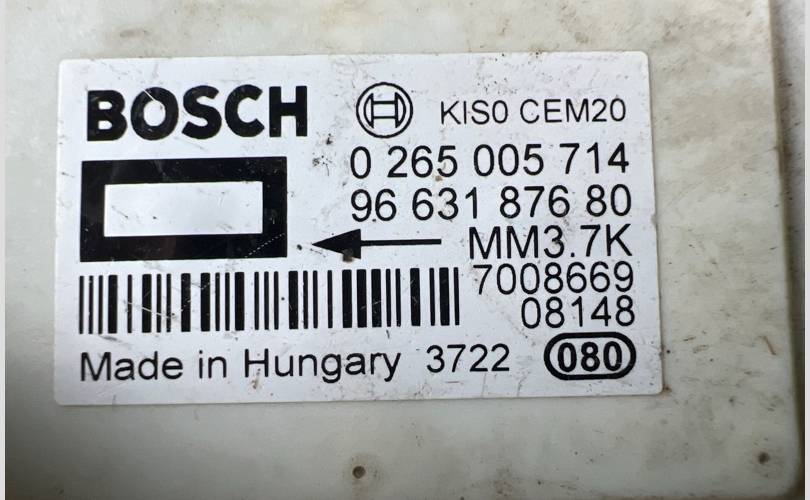 BOSCH KIS0 CEM20
0 265 005 714
96 631 876 80
MM3.7K
7008669
08148
Made in Hungary 3722 080